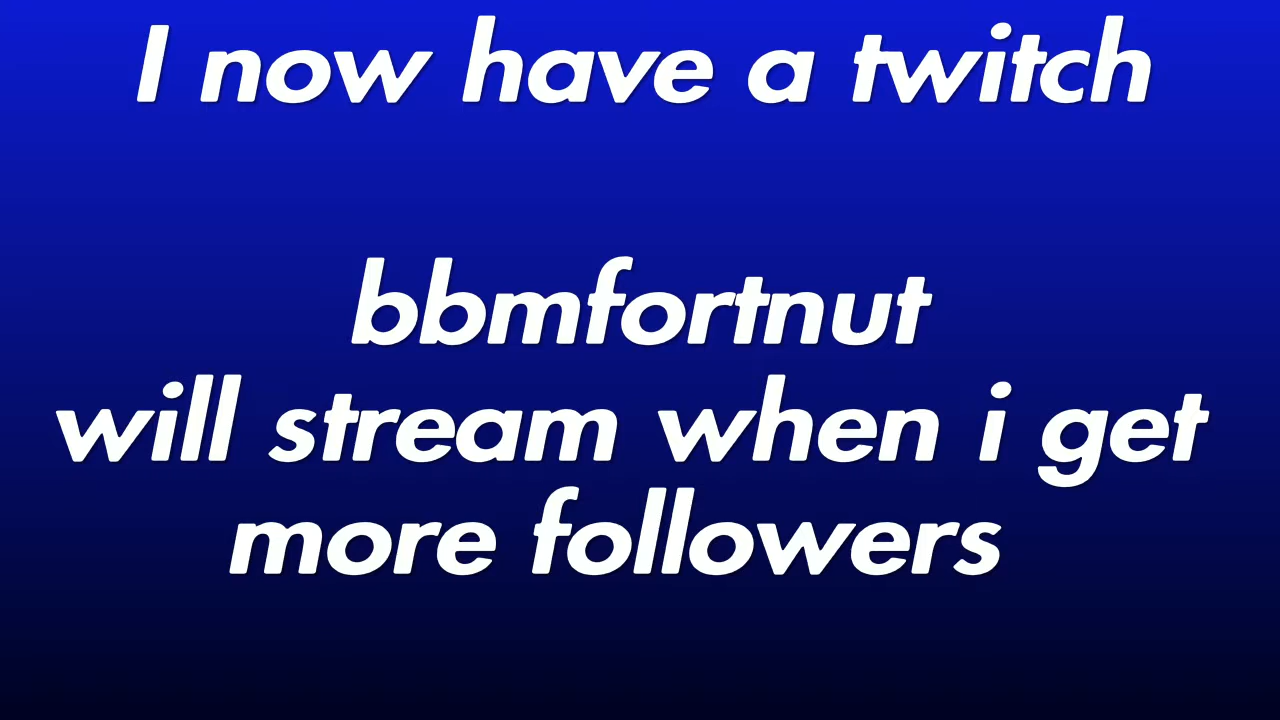 I now have a twitch
bbmfortnut
will stream when i get
more followers